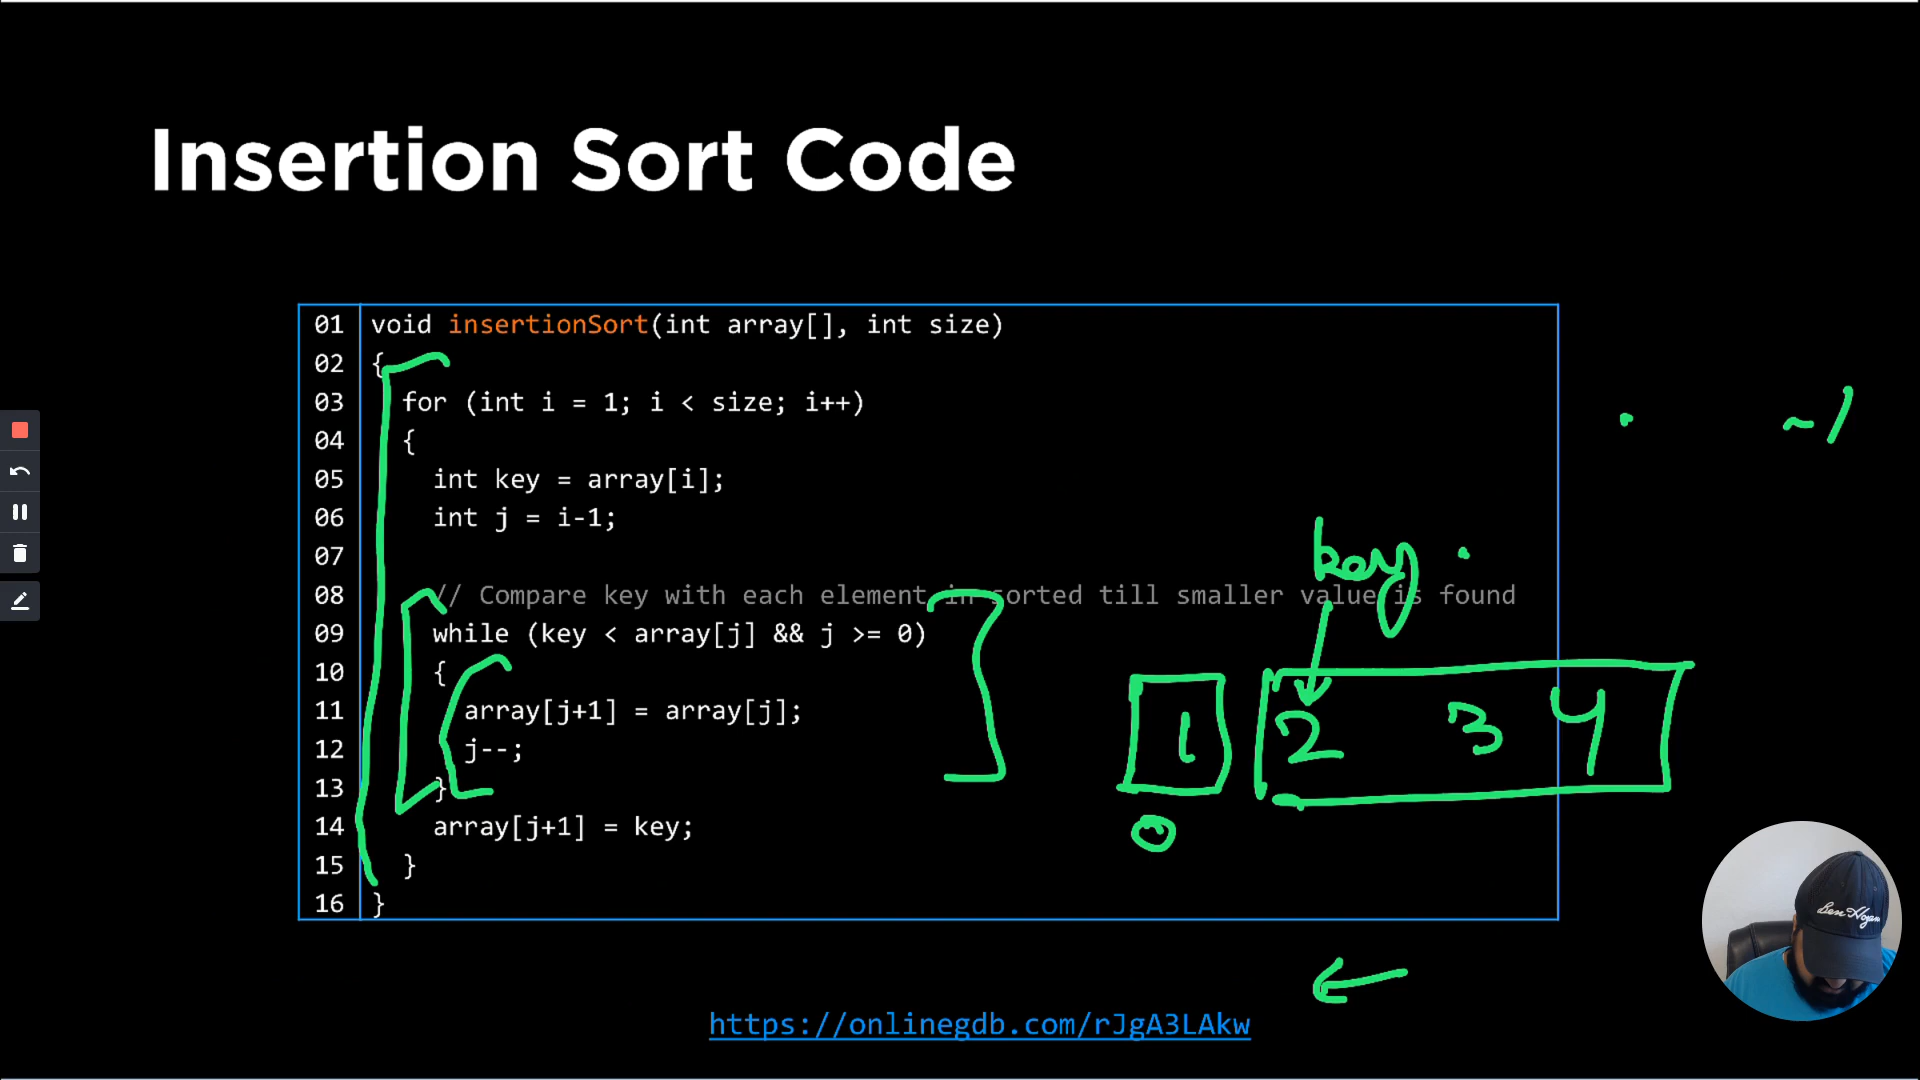 Insertion Sort Code
01 void insertionSort(int array[], int size)
02 {
03 for (int i = 1; i < size; i++)
04 {
05 int key = array[i];
06 int j = i-1;
07
08 // Compare key with each element in sorted till smaller value is found
09 while (key < array[j] && j >= 0)
10 {
11 array[j+1] = array[j];
12 j--;
13 }
14 array[j+1] = key;
15 }
16 }
key
1 2 3 4
0
https://onlinegdb.com/rJgA3LAkw
Ben Hogan